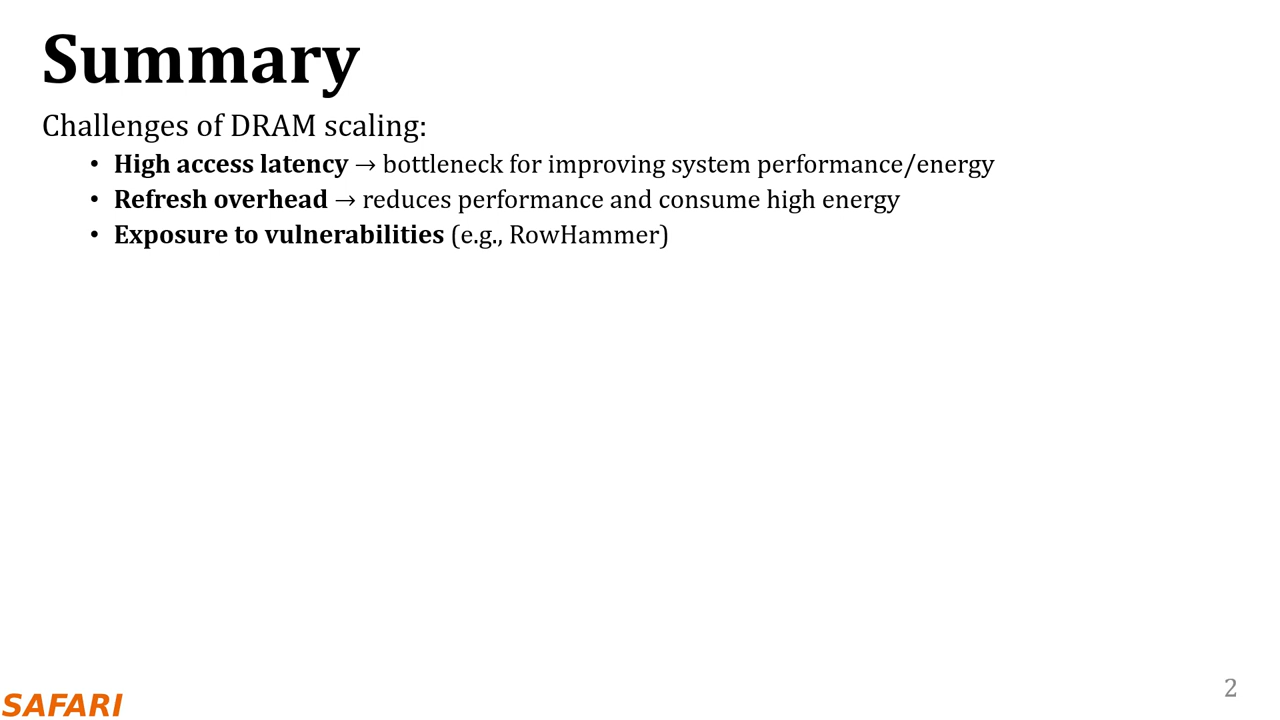 Summary
Challenges of DRAM scaling:
• High access latency → bottleneck for improving system performance/energy
• Refresh overhead → reduces performance and consume high energy
• Exposure to vulnerabilities (e.g., RowHammer)
SAFARI
2